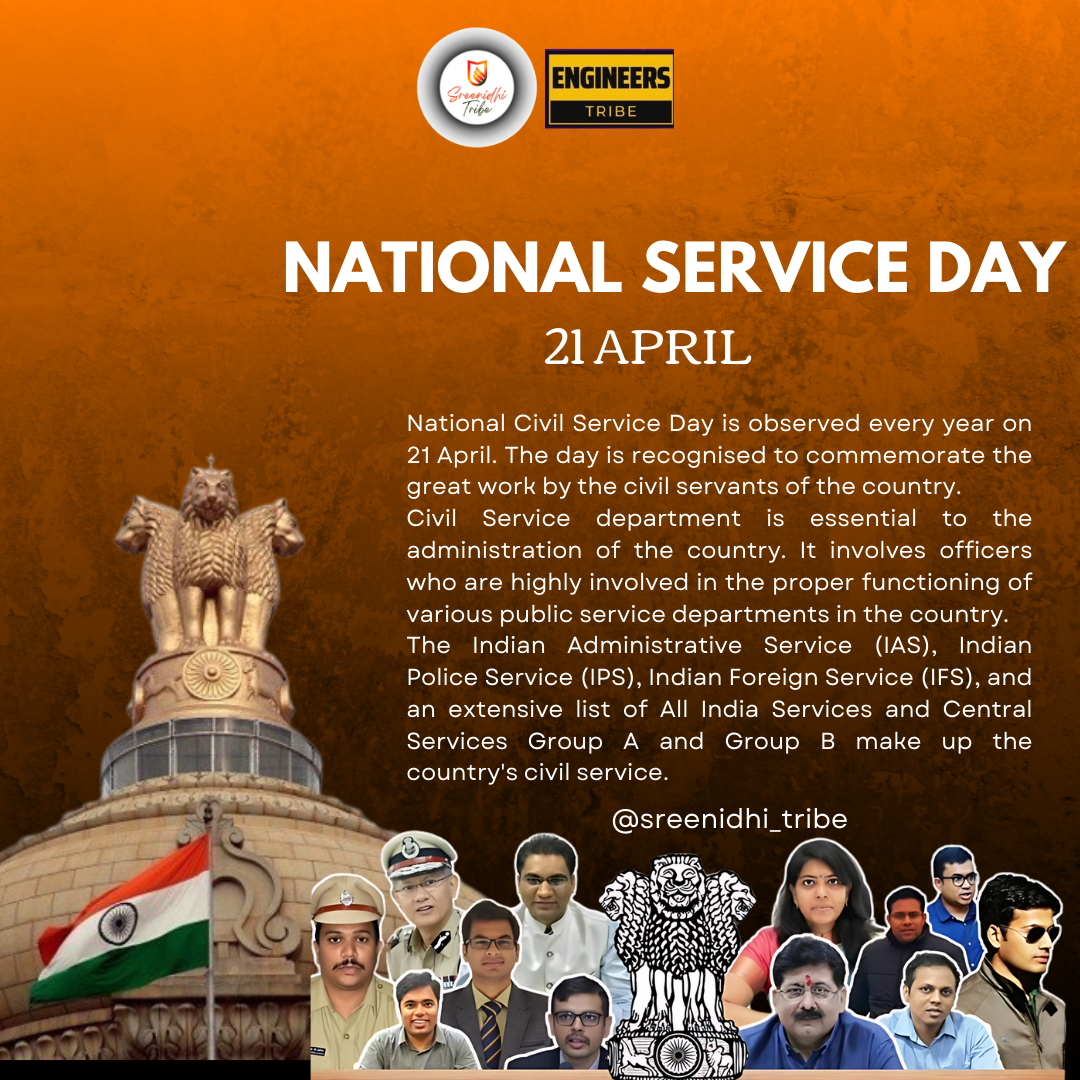 Sreenidhi
Tribe
ENGINEERS
TRIBE
NATIONAL SERVICE DAY
21 APRIL
National Civil Service Day is observed every year on
21 April. The day is recognised to commemorate the
great work by the civil servants of the country.
Civil Service department is essential to the
administration of the country. It involves officers
who are highly involved in the proper functioning of
various public service departments in the country.
The Indian Administrative Service (IAS), Indian
Police Service (IPS), Indian Foreign Service (IFS), and
an extensive list of All India Services and Central
Services Group A and Group B make up the
country's civil service.
@sreenidhi_tribe